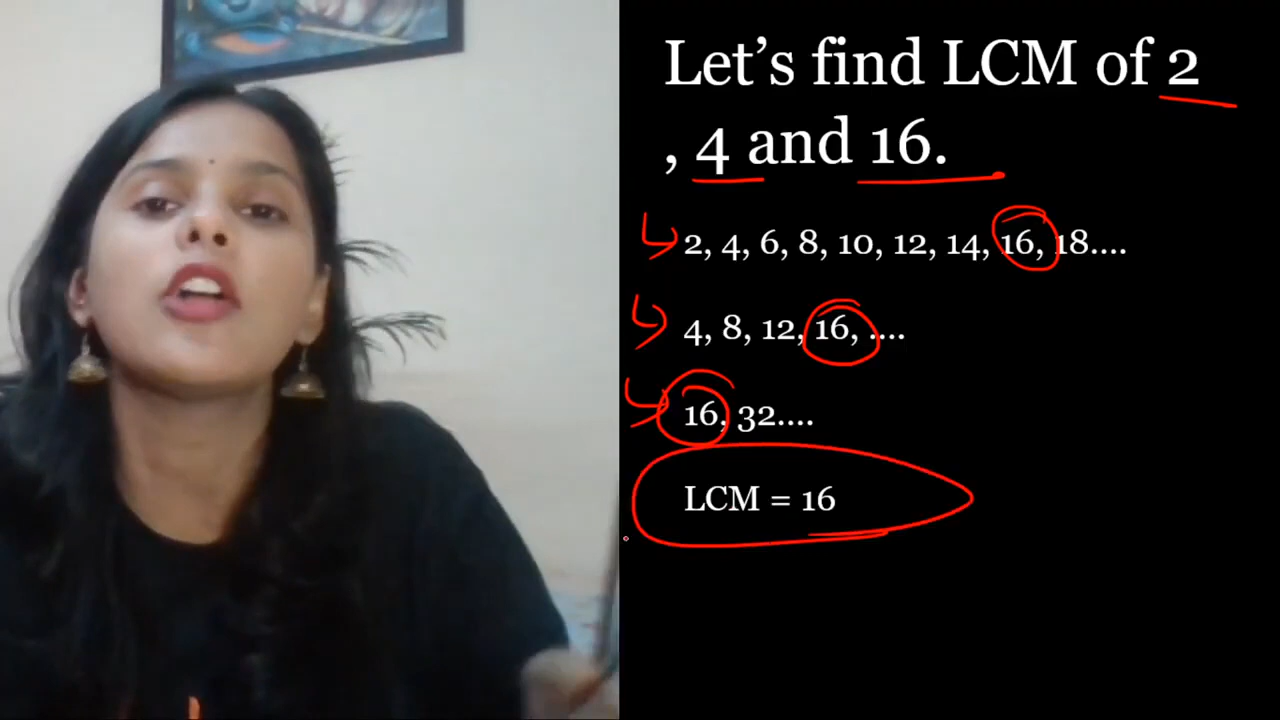 Let's find LCM of 2
, 4 and 16.
2, 4, 6, 8, 10, 12, 14, 16, 18....
4, 8, 12, 16, ....
16, 32....
LCM = 16